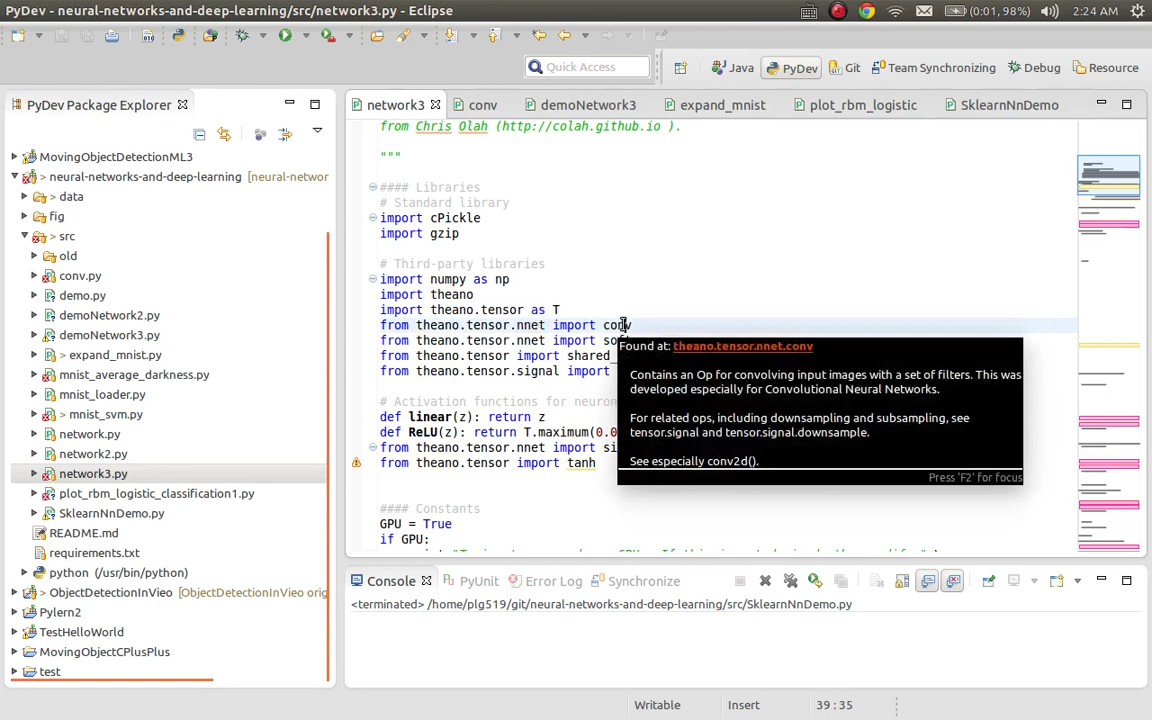 PyDev - neural-networks-and-deep-learning/src/network3.py - Eclipse
(0:01, 98%)
2:24 AM
Quick Access
Java
PyDev
Git
Team Synchronizing
Debug
Resource
PyDev Package Explorer
MovingObjectDetectionML3
> neural-networks-and-deep-learning [neural-networ
> data
fig
> src
old
conv.py
demo.py
demoNetwork2.py
demoNetwork3.py
> expand_mnist.py
mnist_average_darkness.py
mnist_loader.py
> mnist_svm.py
network.py
network2.py
network3.py
plot_rbm_logistic_classification1.py
SklearnNnDemo.py
README.md
requirements.txt
python (/usr/bin/python)
> ObjectDetectionInVieo [ObjectDetectionInVieo orig
Pylern2
TestHelloWorld
MovingObjectCPlusPlus
test
network3
conv
demoNetwork3
expand_mnist
plot_rbm_logistic
SklearnNnDemo
from Chris Olah (http://colah.github.io ).
"""
#### Libraries
# Standard library
import cPickle
import gzip
# Third-party libraries
import numpy as np
import theano
import theano.tensor as T
from theano.tensor.nnet import conv
from theano.tensor.nnet import sof
from theano.tensor import shared_
from theano.tensor.signal import
# Activation functions for neuron
def linear(z): return z
def ReLU(z): return T.maximum(0.0
from theano.tensor.nnet import si
from theano.tensor import tanh
#### Constants
GPU = True
if GPU:
Found at: theano.tensor.nnet.conv
Contains an Op for convolving input images with a set of filters. This was
developed especially for Convolutional Neural Networks.
For related ops, including downsampling and subsampling, see
tensor.signal and tensor.signal.downsample.
See especially conv2d().
Press 'F2' for focus
Console
PyUnit
Error Log
Synchronize
<terminated> /home/plg519/git/neural-networks-and-deep-learning/src/SklearnNnDemo.py
Writable
Insert
39 : 35